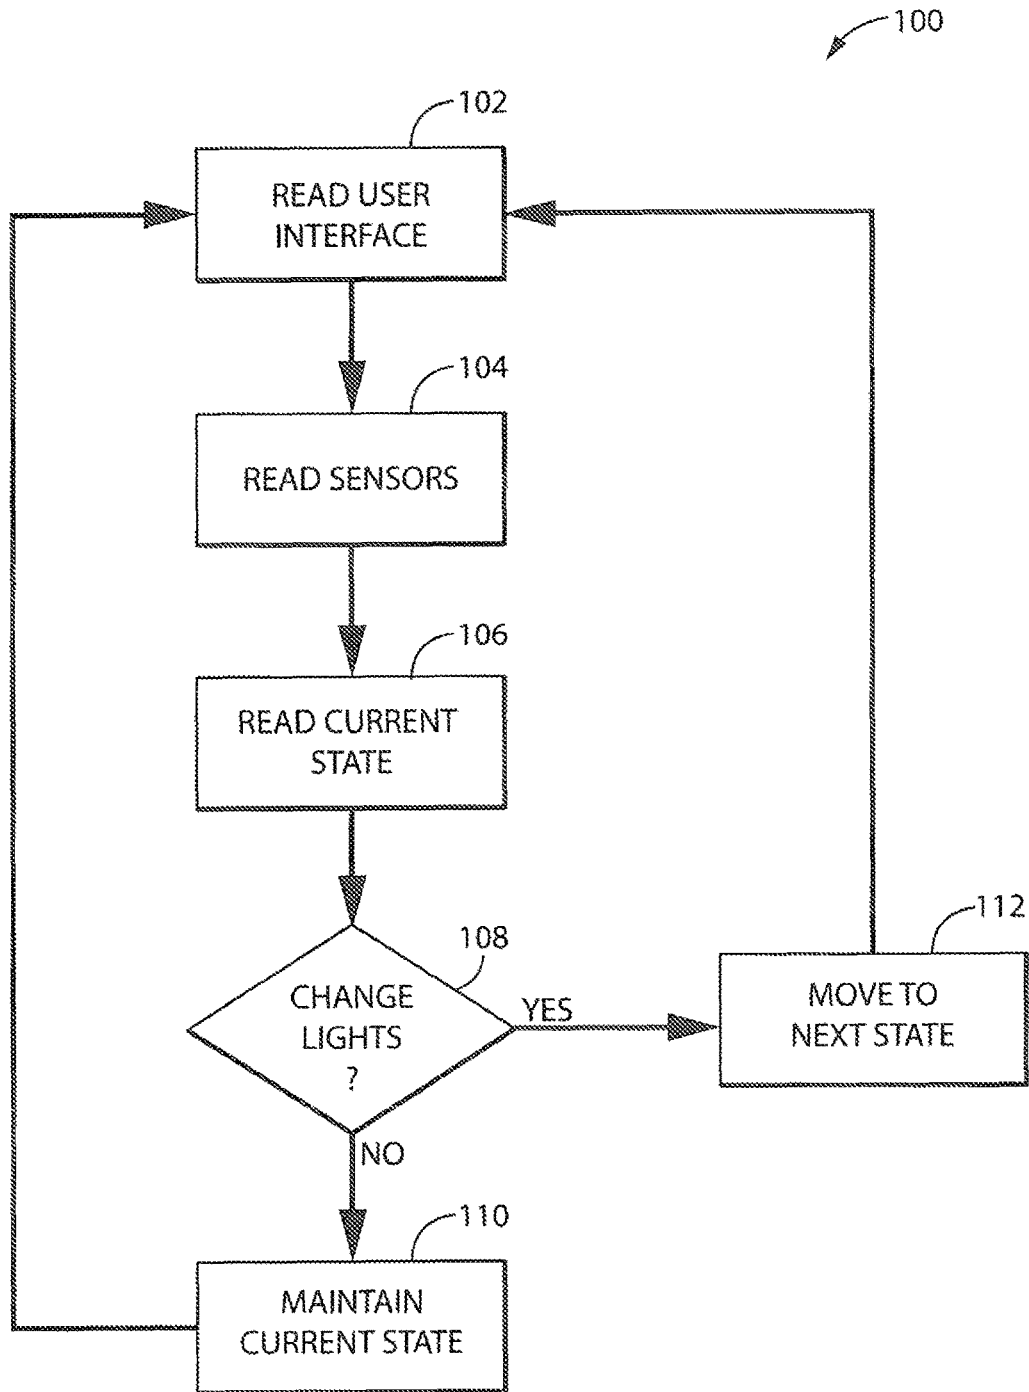 100
102
READ USER
INTERFACE
104
READ SENSORS
106
READ CURRENT
STATE
108
CHANGE
LIGHTS
?
YES
112
MOVE TO
NEXT STATE
NO
110
MAINTAIN
CURRENT STATE